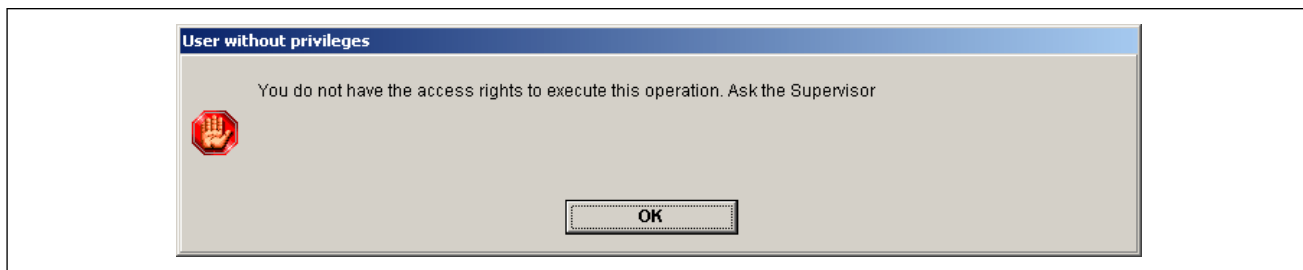 User without privileges
You do not have the access rights to execute this operation. Ask the Supervisor
OK